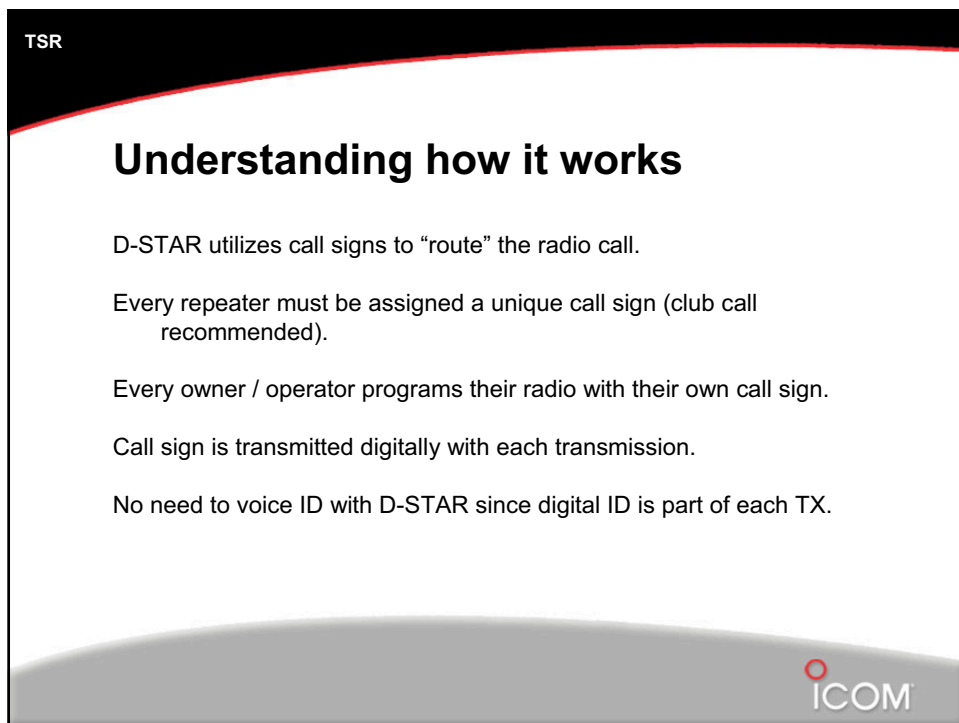 TSR
Understanding how it works
D-STAR utilizes call signs to “route” the radio call.
Every repeater must be assigned a unique call sign (club call
recommended).
Every owner / operator programs their radio with their own call sign.
Call sign is transmitted digitally with each transmission.
No need to voice ID with D-STAR since digital ID is part of each TX.
ICOM